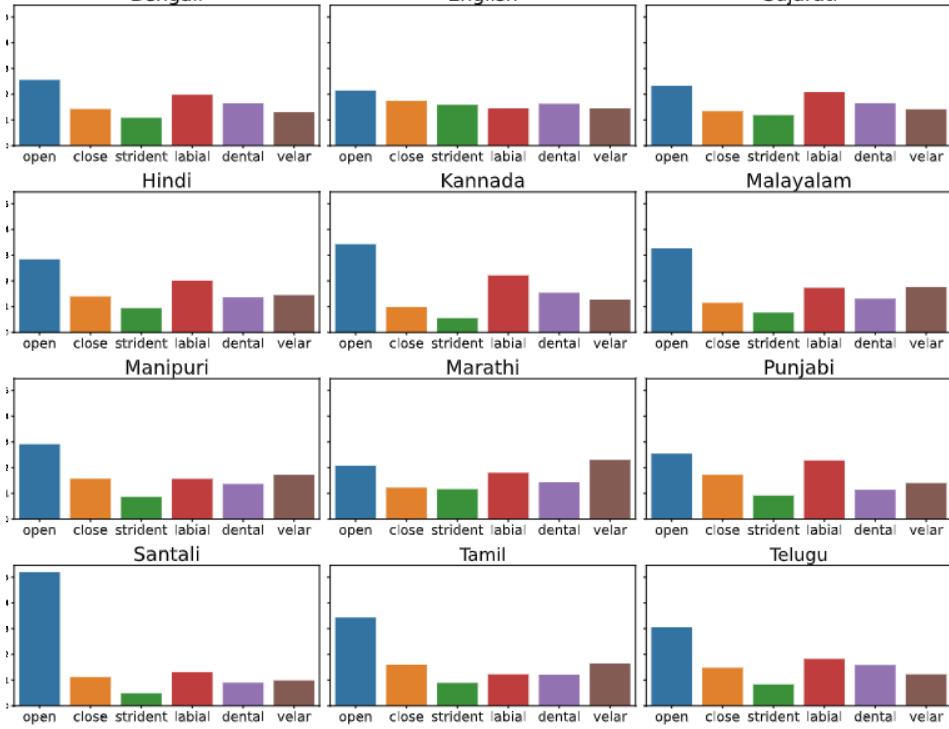 Bengali English Gujarati
open close strident labial dental velar open close strident labial dental velar open close strident labial dental velar
Hindi Kannada Malayalam
open close strident labial dental velar open close strident labial dental velar open close strident labial dental velar
Manipuri Marathi Punjabi
open close strident labial dental velar open close strident labial dental velar open close strident labial dental velar
Santali Tamil Telugu
open close strident labial dental velar open close strident labial dental velar open close strident labial dental velar